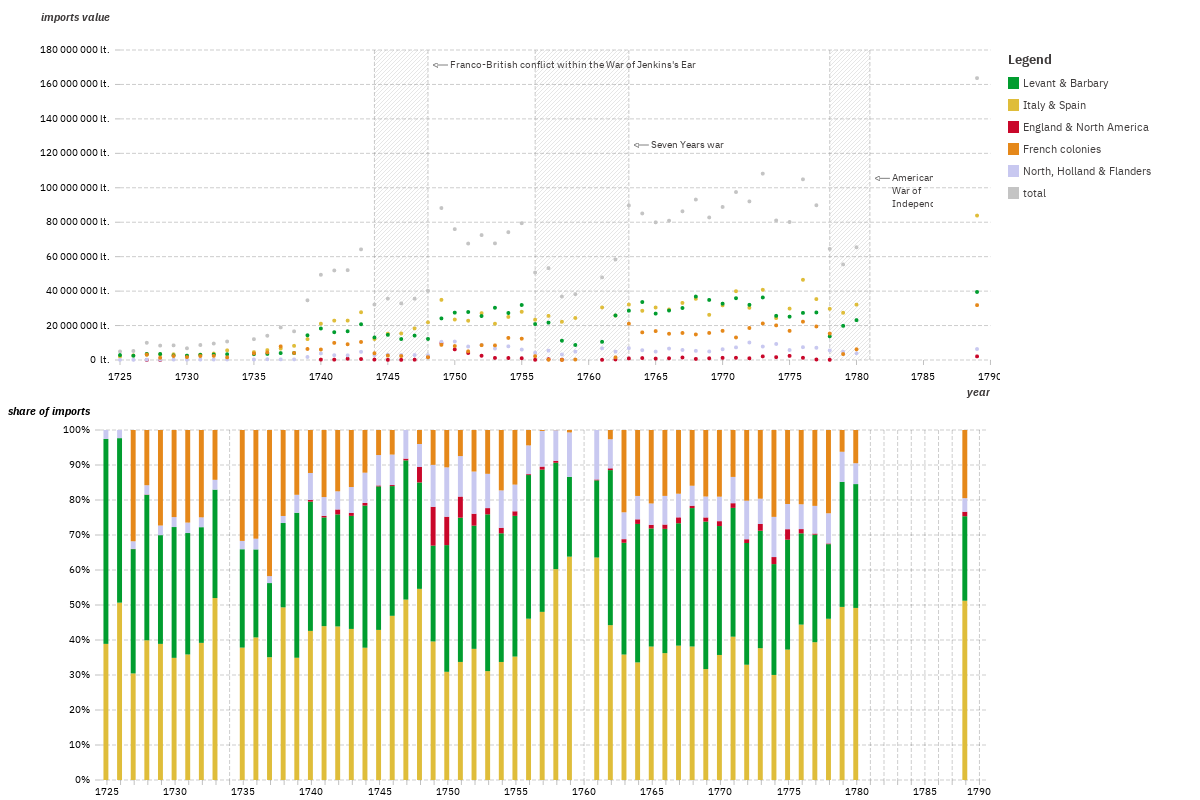 imports value
180 000 000 lt.
160 000 000 lt.
140 000 000 lt.
120 000 000 lt.
100 000 000 lt.
80 000 000 lt.
60 000 000 lt.
40 000 000 lt.
20 000 000 lt.
0 lt.
Franco-British conflict within the War of Jenkins's Ear
Seven Years war
American
War of
Independ
1725 1730 1735 1740 1745 1750 1755 1760 1765 1770 1775 1780 1785 1790
year
Legend
Levant & Barbary
Italy & Spain
England & North America
French colonies
North, Holland & Flanders
total
share of imports
100%
90%
80%
70%
60%
50%
40%
30%
20%
10%
0%
1725 1730 1735 1740 1745 1750 1755 1760 1765 1770 1775 1780 1785 1790